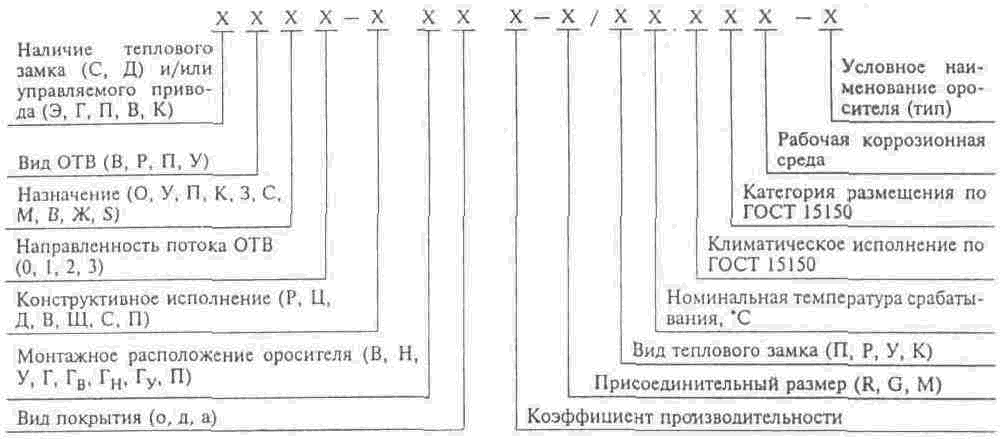 X X X X – X X X X – X / X X . X X X – X
Наличие теплового
замка (С, Д) и/или
управляемого приво-
да (Э, Г, П, В, К)
Вид ОТВ (В, Р, П, У)
Назначение (О, У, П, К, З, С,
М, В, Ж, S)
Направленность потока ОТВ
(0, 1, 2, 3)
Конструктивное исполнение (Р, Ц,
Д, В, Щ, С, П)
Монтажное расположение оросителя (В, Н,
У, Г, Гв, Гн, Гу, П)
Вид покрытия (о, д, а)
Условное наи-
менование оро-
сителя (тип)
Рабочая коррозионная
среда
Категория размещения по
ГОСТ 15150
Климатическое исполнение по
ГОСТ 15150
Номинальная температура срабаты-
вания, °С
Вид теплового замка (П, Р, У, К)
Присоединительный размер (R, G, М)
Коэффициент производительности